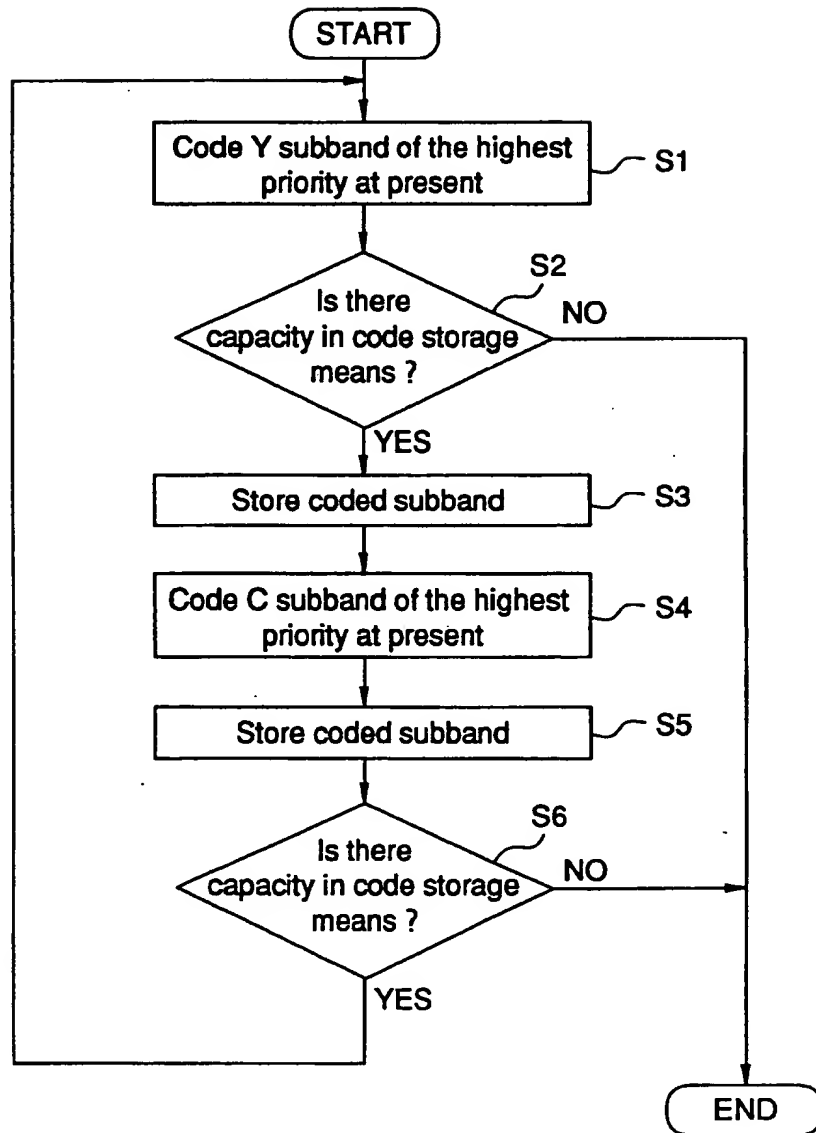 START
Code Y subband of the highest
priority at present
S1
S2
Is there
capacity in code storage
means ?
NO
YES
Store coded subband
S3
Code C subband of the highest
priority at present
S4
Store coded subband
S5
S6
Is there
capacity in code storage
means ?
NO
YES
END